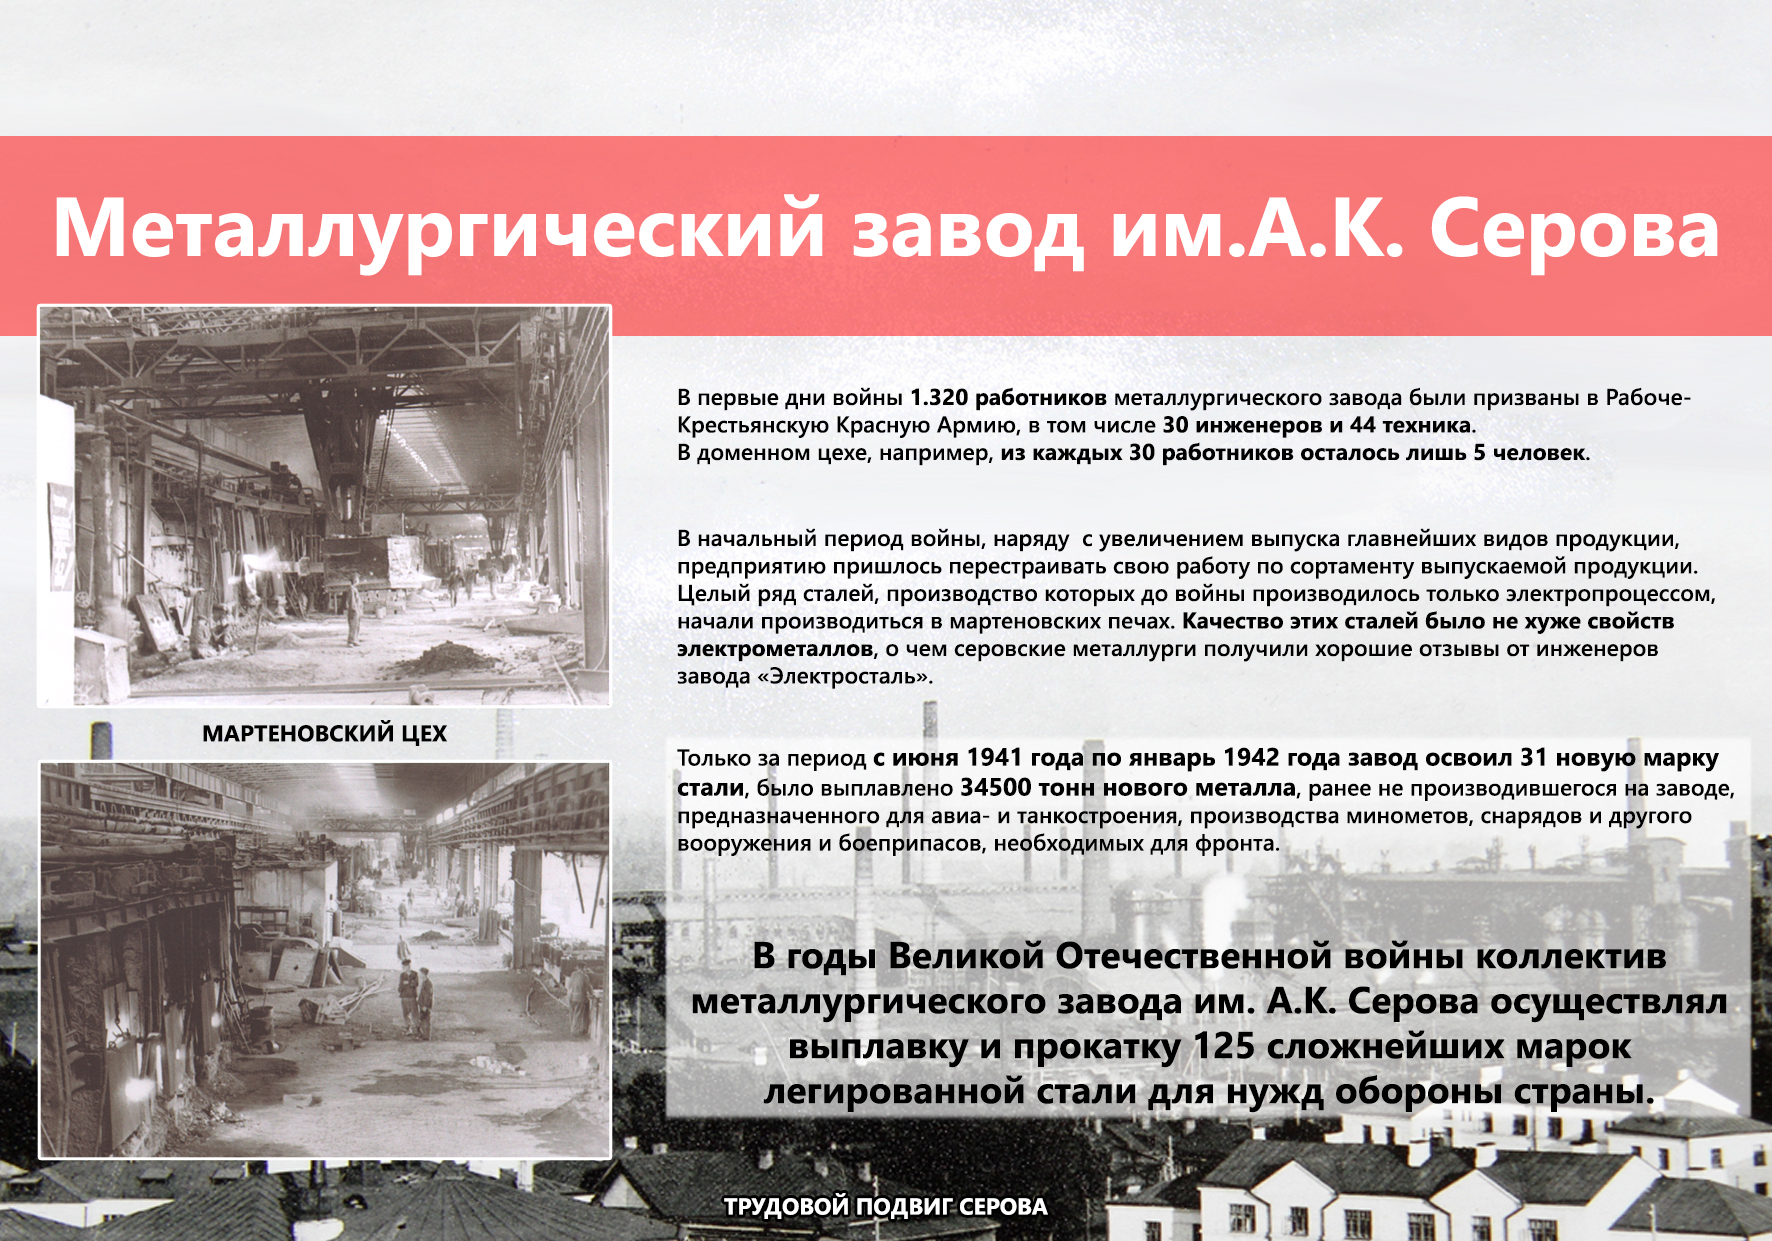 Металлургический завод им.А.К. Серова
В первые дни войны 1.320 работников металлургического завода были призваны в Рабоче-
Крестьянскую Красную Армию, в том числе 30 инженеров и 44 техника.
В доменном цехе, например, из каждых 30 работников осталось лишь 5 человек.
В начальный период войны, наряду  с увеличением выпуска главнейших видов продукции,
предприятию пришлось перестраивать свою работу по сортаменту выпускаемой продукции.
Целый ряд сталей, производство которых до войны производилось только электропроцессом,
начали производиться в мартеновских печах. Качество этих сталей было не хуже свойств
электрометаллов, о чем серовские металлурги получили хорошие отзывы от инженеров
завода «Электросталь».
МАРТЕНОВСКИЙ ЦЕХ
Только за период с июня 1941 года по январь 1942 года завод освоил 31 новую марку
стали, было выплавлено 34500 тонн нового металла, ранее не производившегося на заводе,
предназначенного для авиа- и танкостроения, производства минометов, снарядов и другого
вооружения и боеприпасов, необходимых для фронта.
В годы Великой Отечественной войны коллектив
металлургического завода им. А.К. Серова осуществлял
выплавку и прокатку 125 сложнейших марок
легированной стали для нужд обороны страны.
ТРУДОВОЙ ПОДВИГ СЕРОВА